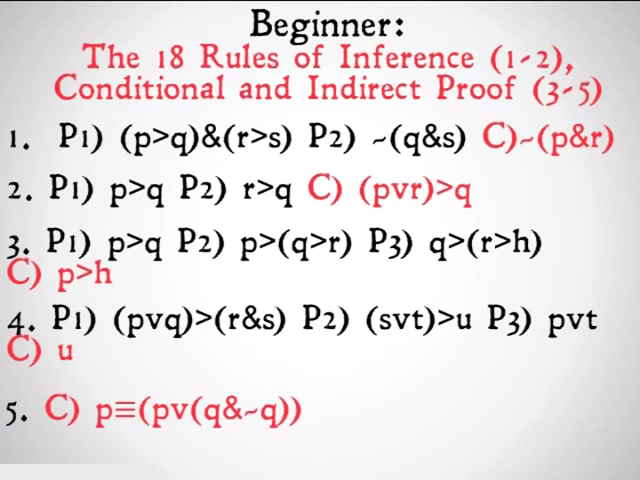 Beginner:
The 18 Rules of Inference (1-2),
Conditional and Indirect Proof (3-5)
1. P1) (p>q)&(r>s) P2) ~(q&s) C)~(p&r)
2. P1) p>q P2) r>q C) (pvr)>q
3. P1) p>q P2) p>(q>r) P3) q>(r>h)
C) p>h
4. P1) (pvq)>(r&s) P2) (svt)>u P3) pvt
C) u
5. C) p≡(pv(q&~q))